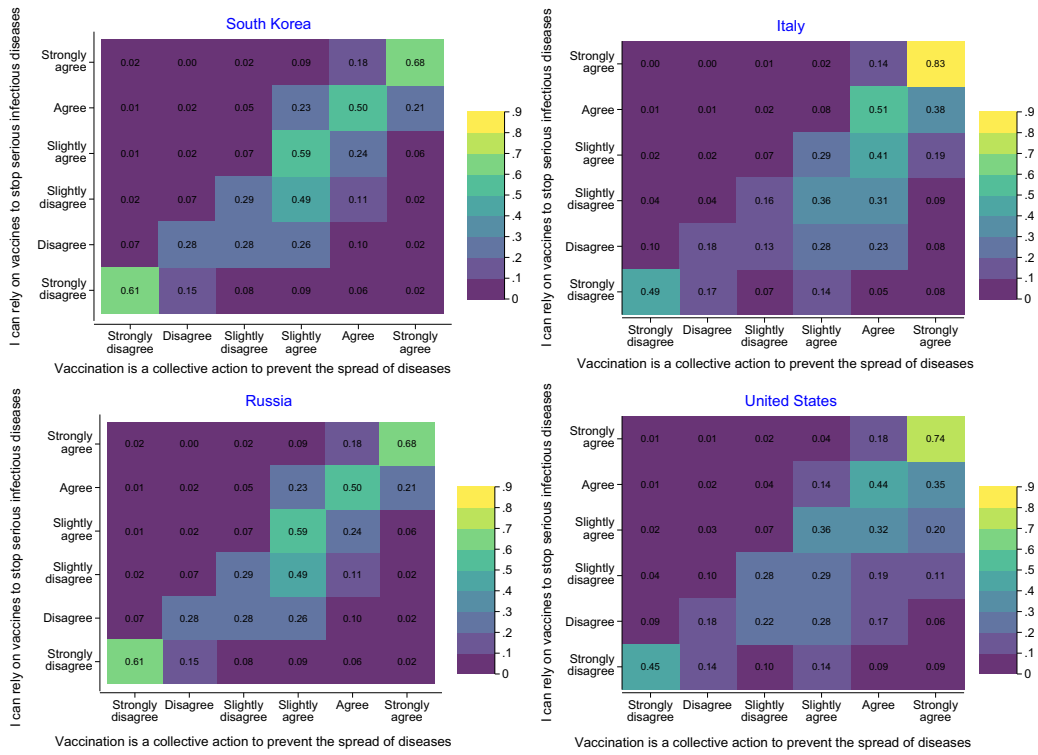 South Korea
I can rely on vaccines to stop serious infectious diseases
Strongly
agree
0.02 0.00 0.02 0.09 0.18 0.68
Agree
0.01 0.02 0.05 0.23 0.50 0.21
Slightly
agree
0.01 0.02 0.07 0.59 0.24 0.06
Slightly
disagree
0.02 0.07 0.29 0.49 0.11 0.02
Disagree
0.07 0.28 0.28 0.26 0.10 0.02
Strongly
disagree
0.61 0.15 0.08 0.09 0.06 0.02
Strongly Disagree Slightly Slightly Agree Strongly
disagree disagree agree agree
Vaccination is a collective action to prevent the spread of diseases
.9
.8
.7
.6
.5
.4
.3
.2
.1
0
Italy
I can rely on vaccines to stop serious infectious diseases
Strongly
agree
0.00 0.00 0.01 0.02 0.14 0.83
Agree
0.01 0.01 0.02 0.08 0.51 0.38
Slightly
agree
0.02 0.02 0.07 0.29 0.41 0.19
Slightly
disagree
0.04 0.04 0.16 0.36 0.31 0.09
Disagree
0.10 0.18 0.13 0.28 0.23 0.08
Strongly
disagree
0.49 0.17 0.07 0.14 0.05 0.08
Strongly Disagree Slightly Slightly Agree Strongly
disagree disagree agree agree
Vaccination is a collective action to prevent the spread of diseases
.9
.8
.7
.6
.5
.4
.3
.2
.1
0
Russia
I can rely on vaccines to stop serious infectious diseases
Strongly
agree
0.02 0.00 0.02 0.09 0.18 0.68
Agree
0.01 0.02 0.05 0.23 0.50 0.21
Slightly
agree
0.01 0.02 0.07 0.59 0.24 0.06
Slightly
disagree
0.02 0.07 0.29 0.49 0.11 0.02
Disagree
0.07 0.28 0.28 0.26 0.10 0.02
Strongly
disagree
0.61 0.15 0.08 0.09 0.06 0.02
Strongly Disagree Slightly Slightly Agree Strongly
disagree disagree agree agree
Vaccination is a collective action to prevent the spread of diseases
.9
.8
.7
.6
.5
.4
.3
.2
.1
0
United States
I can rely on vaccines to stop serious infectious diseases
Strongly
agree
0.01 0.01 0.02 0.04 0.18 0.74
Agree
0.01 0.02 0.04 0.14 0.44 0.35
Slightly
agree
0.02 0.03 0.07 0.36 0.32 0.20
Slightly
disagree
0.04 0.10 0.28 0.29 0.19 0.11
Disagree
0.09 0.18 0.22 0.28 0.17 0.06
Strongly
disagree
0.45 0.14 0.10 0.14 0.09 0.09
Strongly Disagree Slightly Slightly Agree Strongly
disagree disagree agree agree
Vaccination is a collective action to prevent the spread of diseases
.9
.8
.7
.6
.5
.4
.3
.2
.1
0